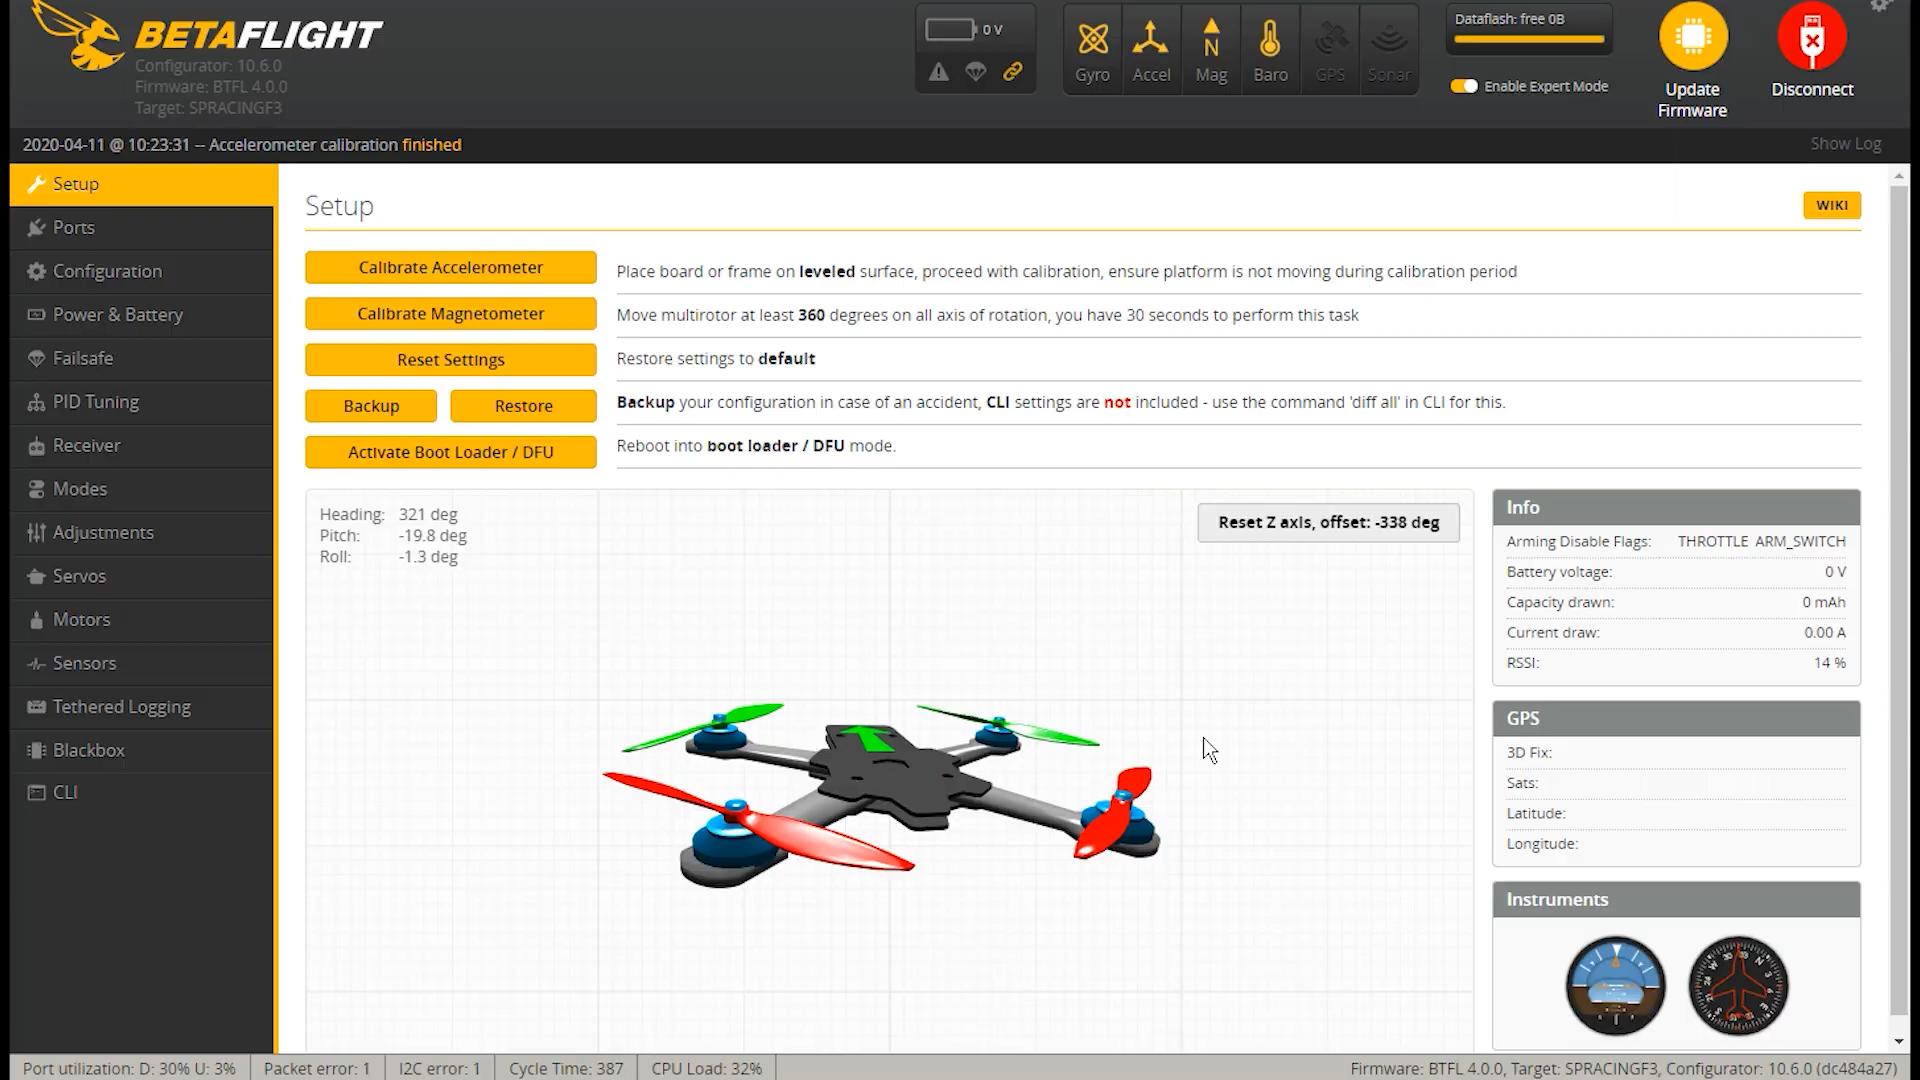 BETAFLIGHT
Configurator: 10.6.0
Firmware: BTFL 4.0.0
Target: SPRACINGF3
0 V
Gyro
Accel
N
Mag
Baro
GPS
Sonar
Dataflash: free 0B
Enable Expert Mode
Update
Firmware
Disconnect
2020-04-11 @ 10:23:31 -- Accelerometer calibration finished
Show Log
Setup
Ports
Configuration
Power & Battery
Failsafe
PID Tuning
Receiver
Modes
Adjustments
Servos
Motors
Sensors
Tethered Logging
Blackbox
CLI
Setup
WIKI
Calibrate Accelerometer
Place board or frame on leveled surface, proceed with calibration, ensure platform is not moving during calibration period
Calibrate Magnetometer
Move multirotor at least 360 degrees on all axis of rotation, you have 30 seconds to perform this task
Reset Settings
Restore settings to default
Backup
Restore
Backup your configuration in case of an accident, CLI settings are not included - use the command 'diff all' in CLI for this.
Activate Boot Loader / DFU
Reboot into boot loader / DFU mode.
Heading: 321 deg
Pitch: -19.8 deg
Roll: -1.3 deg
Reset Z axis, offset: -338 deg
Info
Arming Disable Flags: THROTTLE ARM_SWITCH
Battery voltage: 0 V
Capacity drawn: 0 mAh
Current draw: 0.00 A
RSSI: 14 %
GPS
3D Fix:
Sats:
Latitude:
Longitude:
Instruments
Port utilization: D: 30% U: 3%
Packet error: 1
I2C error: 1
Cycle Time: 387
CPU Load: 32%
Firmware: BTFL 4.0.0, Target: SPRACINGF3, Configurator: 10.6.0 (dc484a27)